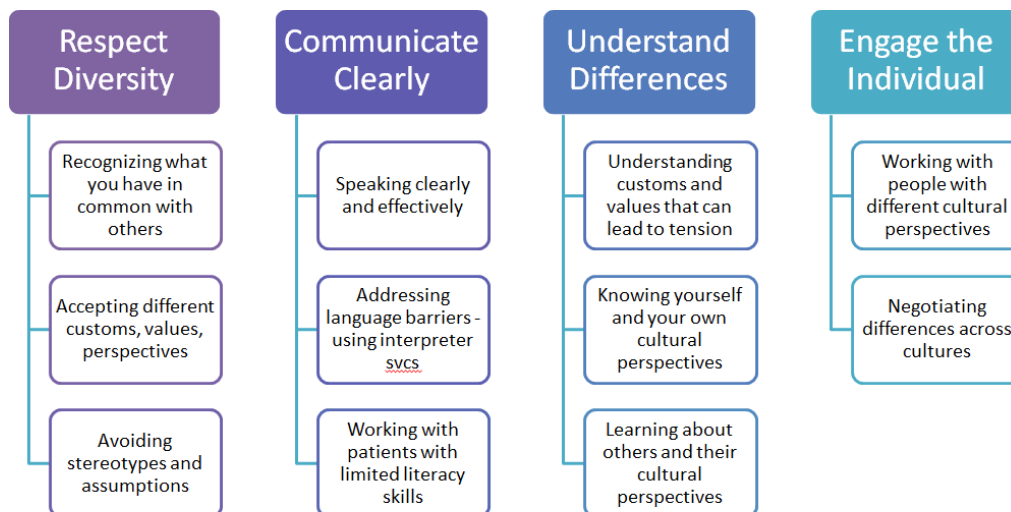 Respect
Diversity
Recognizing what
you have in
common with
others
Accepting different
customs, values,
perspectives
Avoiding
stereotypes and
assumptions
Communicate
Clearly
Speaking clearly
and effectively
Addressing
language barriers -
using interpreter
svcs
Working with
patients with
limited literacy
skills
Understand
Differences
Understanding
customs and
values that can
lead to tension
Knowing yourself
and your own
cultural
perspectives
Learning about
others and their
cultural
perspectives
Engage the
Individual
Working with
people with
different cultural
perspectives
Negotiating
differences across
cultures